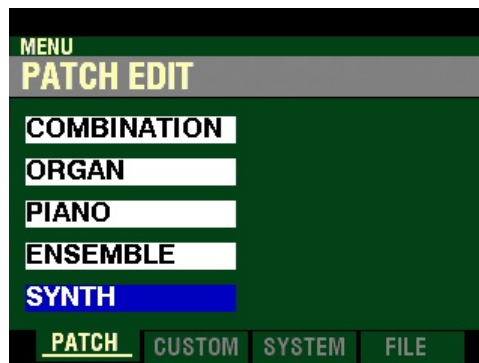 MENU
PATCH EDIT
COMBINATION
ORGAN
PIANO
ENSEMBLE
SYNTH
PATCH CUSTOM SYSTEM FILE